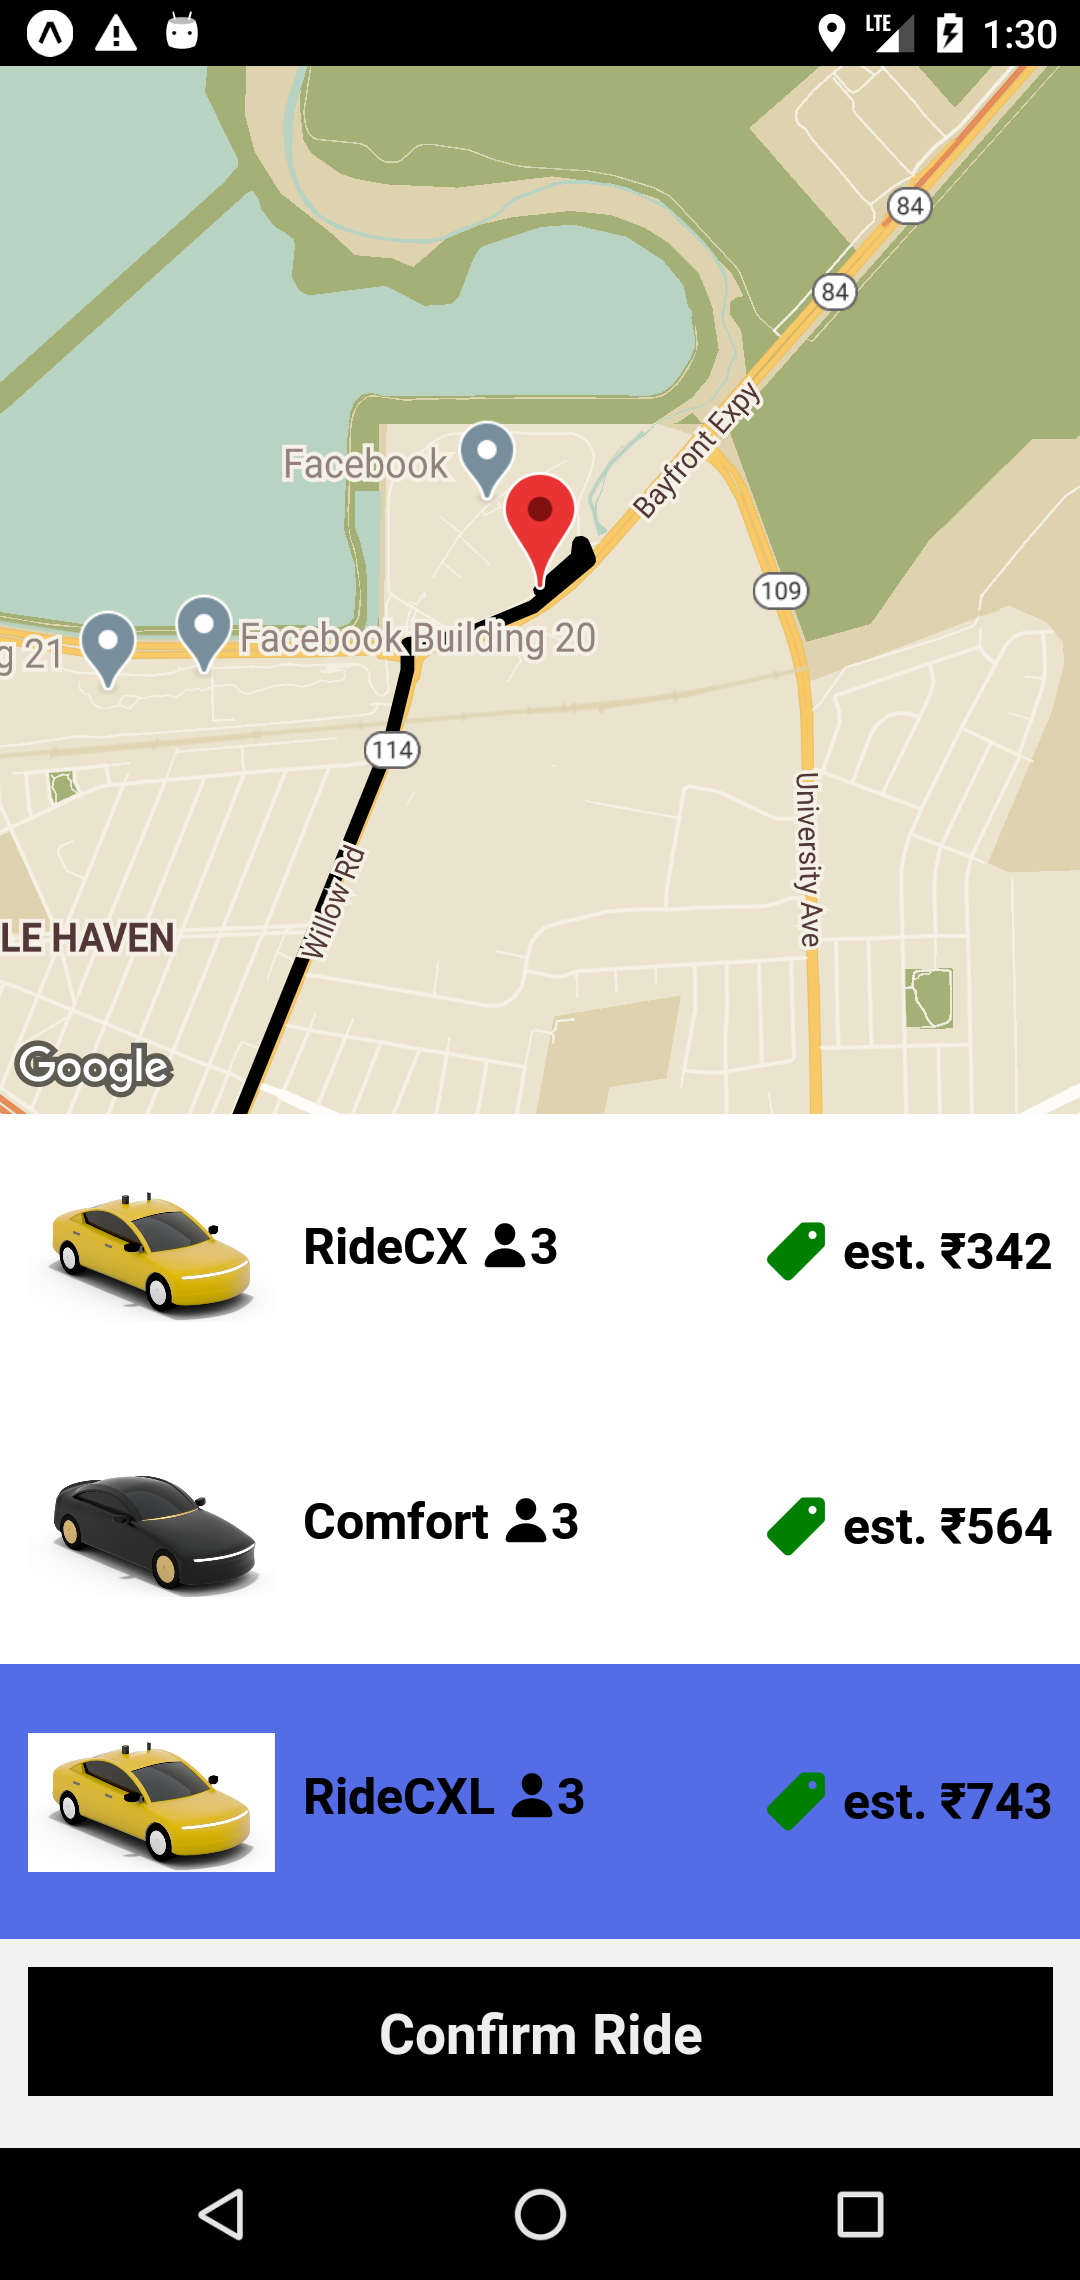 LTE 1:30
84
84
Bayfront Expy
Facebook
109
Facebook Building 20
g 21
114
University Ave
Willow Rd
LE HAVEN
Google
RideCX 3 est. ₹342
Comfort 3 est. ₹564
RideCXL 3 est. ₹743
Confirm Ride